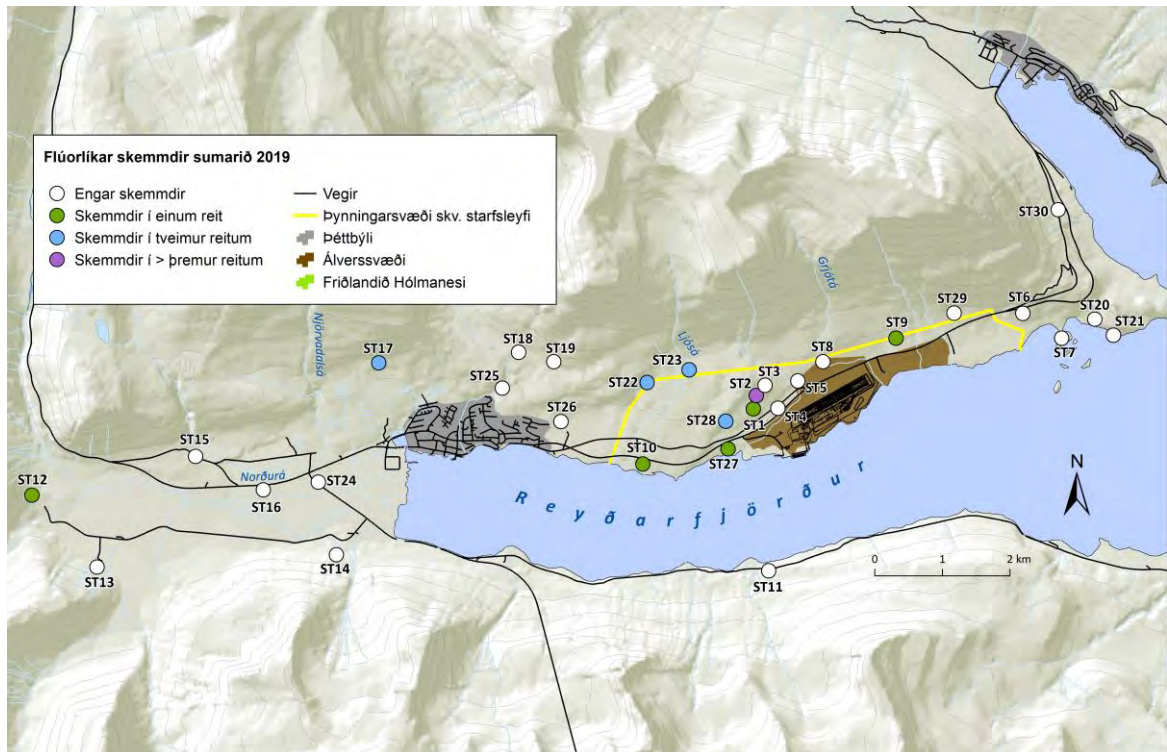 Flúorlíkar skemmdir sumarið 2019
Engar skemmdir
Skemmdir í einum reit
Skemmdir í tveimur reitum
Skemmdir í > þremur reitum
Vegir
Þynningarsvæði skv. starfsleyfi
Þéttbýli
Álverssvæði
Friðlandið Hólmanesi
ST30
Grjótá
ST29
ST6
ST20
ST21
ST7
ST9
ST8
Njörvadalsá
ST17
ST18
ST19
Ljósá
ST23
ST22
ST3
ST2
ST5
ST25
ST26
ST28
ST1
ST4
ST10
ST27
ST15
ST12
Norðurá
ST16
ST24
Reyðarfjörður
N
ST13
ST14
ST11
0 2 km